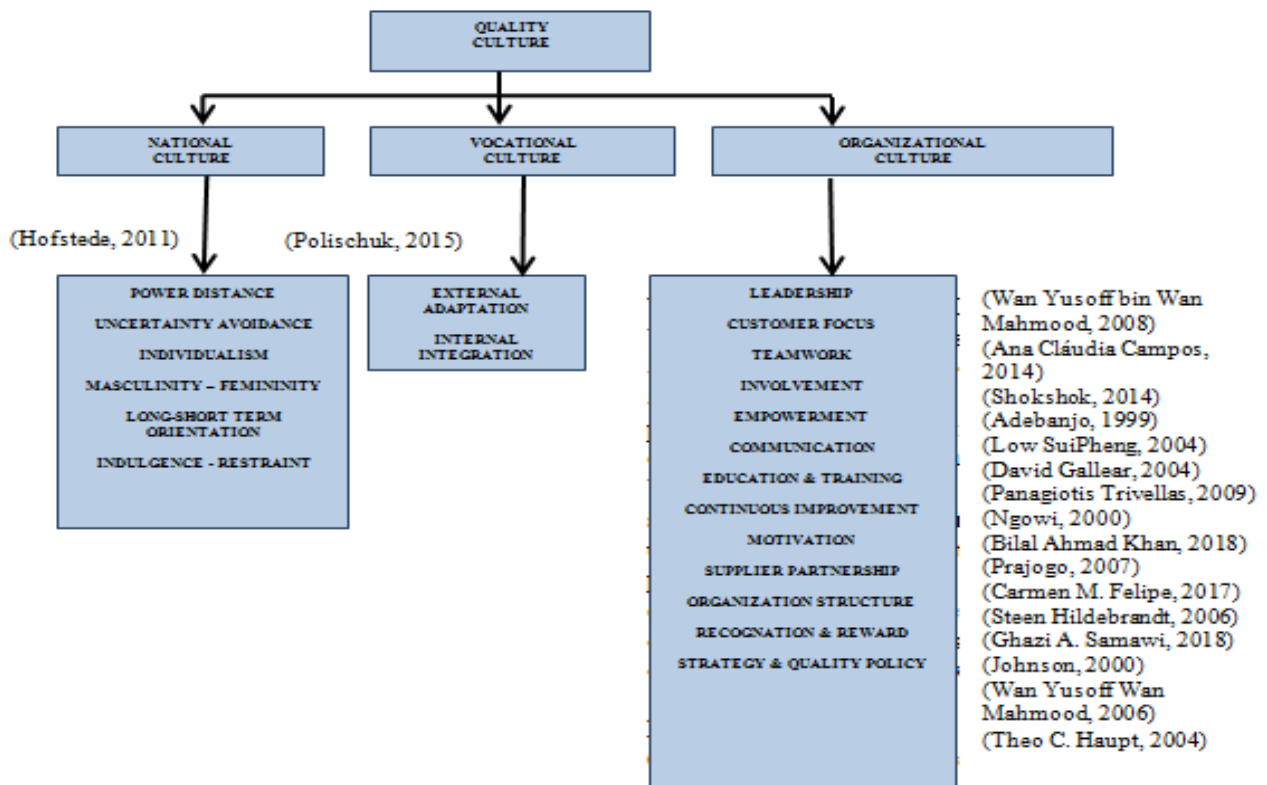 QUALITY
CULTURE
NATIONAL
CULTURE
VOCATIONAL
CULTURE
ORGANIZATIONAL
CULTURE
(Hofstede, 2011)
(Polischuk, 2015)
POWER DISTANCE
UNCERTAINTY AVOIDANCE
INDIVIDUALISM
MASCULINITY – FEMININITY
LONG-SHORT TERM
ORIENTATION
INDULGENCE - RESTRAINT
EXTERNAL
ADAPTATION
INTERNAL
INTEGRATION
LEADERSHIP
CUSTOMER FOCUS
TEAMWORK
INVOLVEMENT
EMPOWERMENT
COMMUNICATION
EDUCATION & TRAINING
CONTINUOUS IMPROVEMENT
MOTIVATION
SUPPLIER PARTNERSHIP
ORGANIZATION STRUCTURE
RECOGNATION & REWARD
STRATEGY & QUALITY POLICY
(Wan Yusoff bin Wan
Mahmood, 2008)
(Ana Cláudia Campos,
2014)
(Shokshok, 2014)
(Adebanjo, 1999)
(Low SuiPheng, 2004)
(David Gallear, 2004)
(Panagiotis Trivellas, 2009)
(Ngowi, 2000)
(Bilal Ahmad Khan, 2018)
(Prajogo, 2007)
(Carmen M. Felipe, 2017)
(Steen Hildebrandt, 2006)
(Ghazi A. Samawi, 2018)
(Johnson, 2000)
(Wan Yusoff Wan
Mahmood, 2006)
(Theo C. Haupt, 2004)